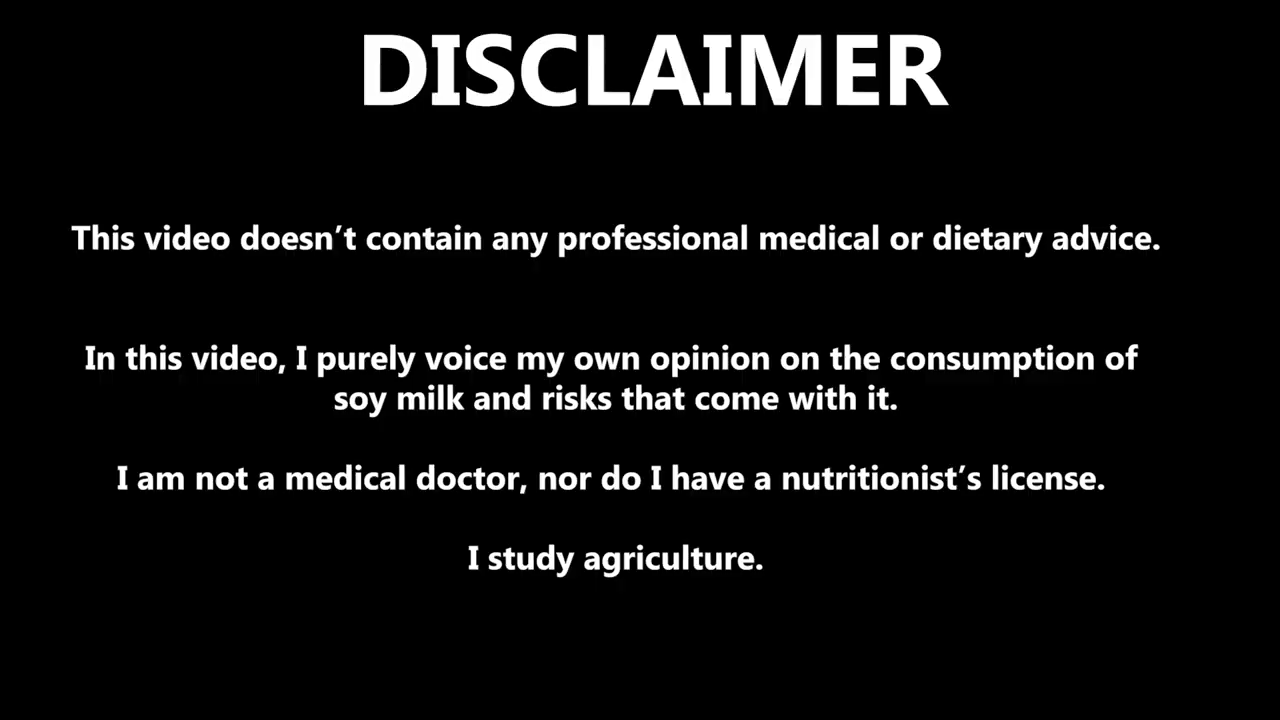 DISCLAIMER
This video doesn’t contain any professional medical or dietary advice.
In this video, I purely voice my own opinion on the consumption of
soy milk and risks that come with it.
I am not a medical doctor, nor do I have a nutritionist’s license.
I study agriculture.